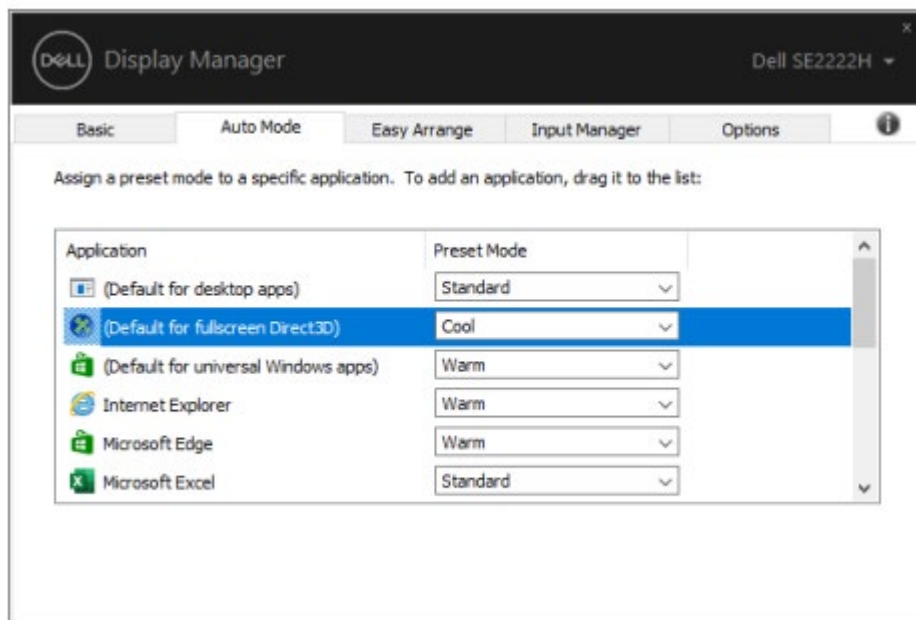 DELL Display Manager
Dell SE2222H
Basic Auto Mode Easy Arrange Input Manager Options
Assign a preset mode to a specific application. To add an application, drag it to the list:
Application Preset Mode
(Default for desktop apps) Standard
(Default for fullscreen Direct3D) Cool
(Default for universal Windows apps) Warm
Internet Explorer Warm
Microsoft Edge Warm
Microsoft Excel Standard